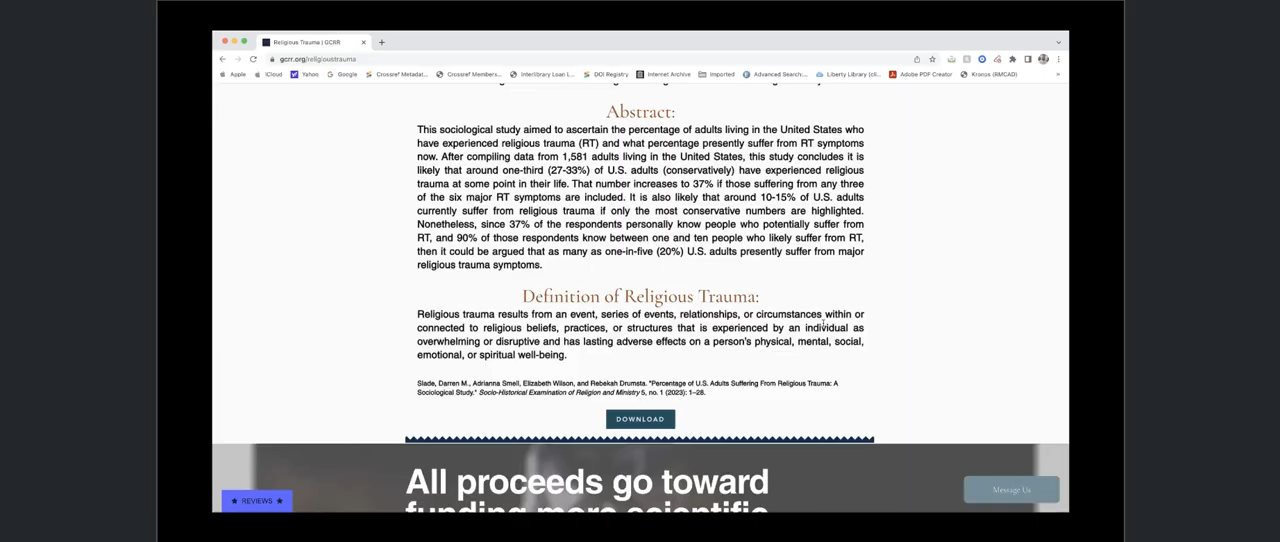 Religious Trauma | GCRR
gcrr.org/religioustrauma
Apple iCloud Yahoo Google Crossref Metadat... Crossref Members... Interlibrary Loan L... DOI Registry Internet Archive Imported Advanced Search:... Liberty Library (cli... Adobe PDF Creator Kronos (RMCAD)
Abstract:
This sociological study aimed to ascertain the percentage of adults living in the United States who
have experienced religious trauma (RT) and what percentage presently suffer from RT symptoms
now. After compiling data from 1,581 adults living in the United States, this study concludes it is
likely that around one-third (27-33%) of U.S. adults (conservatively) have experienced religious
trauma at some point in their life. That number increases to 37% if those suffering from any three
of the six major RT symptoms are included. It is also likely that around 10-15% of U.S. adults
currently suffer from religious trauma if only the most conservative numbers are highlighted.
Nonetheless, since 37% of the respondents personally know people who potentially suffer from
RT, and 90% of those respondents know between one and ten people who likely suffer from RT,
then it could be argued that as many as one-in-five (20%) U.S. adults presently suffer from major
religious trauma symptoms.
Definition of Religious Trauma:
Religious trauma results from an event, series of events, relationships, or circumstances within or
connected to religious beliefs, practices, or structures that is experienced by an individual as
overwhelming or disruptive and has lasting adverse effects on a person's physical, mental, social,
emotional, or spiritual well-being.
Slade, Darren M., Adrianna Smell, Elizabeth Wilson, and Rebekah Drumsta. "Percentage of U.S. Adults Suffering From Religious Trauma: A
Sociological Study." Socio-Historical Examination of Religion and Ministry 5, no. 1 (2023): 1–28.
DOWNLOAD
All proceeds go toward
funding more scientific
REVIEWS
Message Us